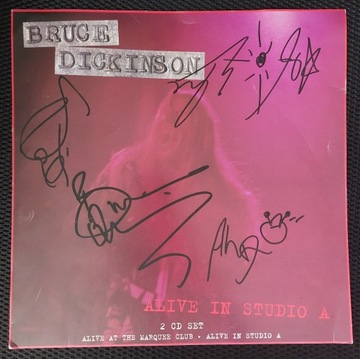 BRUCE
DICKINSON
ALIVE IN STUDIO A
2 CD SET
ALIVE AT THE MARQUEE CLUB · ALIVE IN STUDIO A